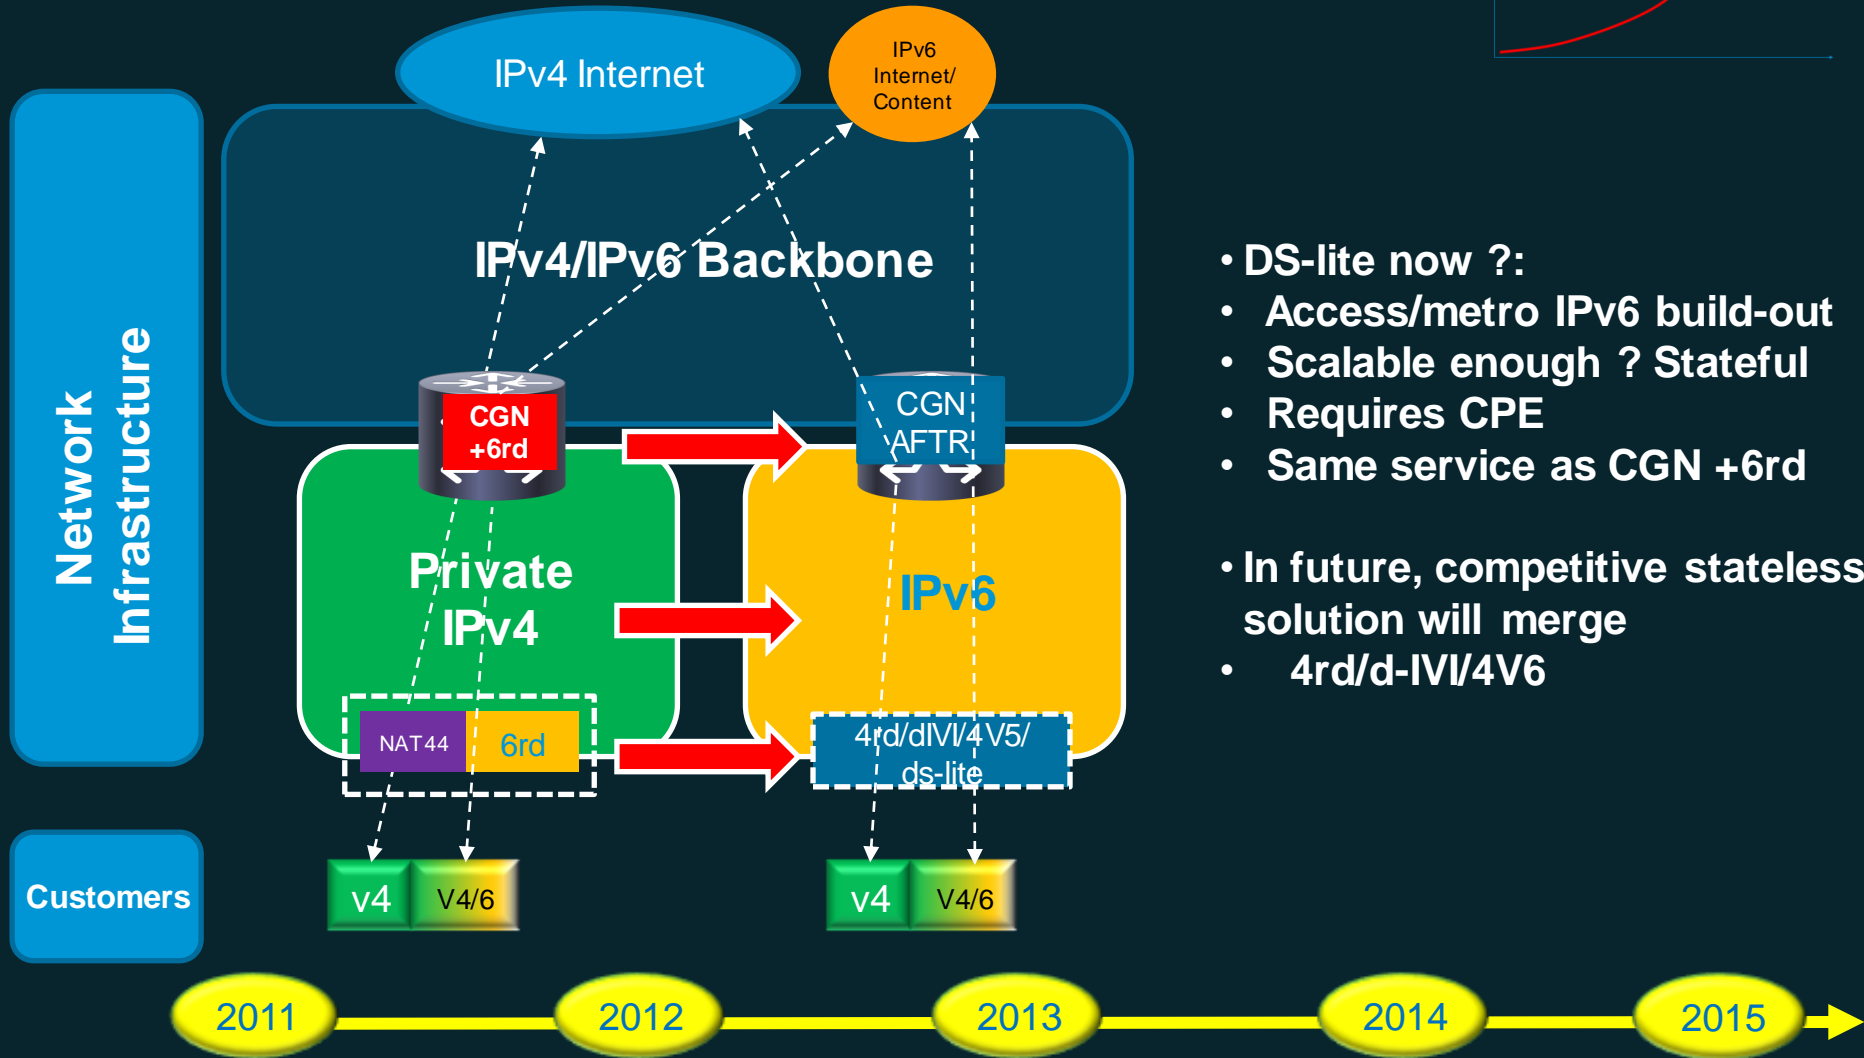 IPv4 Internet
IPv6
Internet/
Content
Network
Infrastructure
IPv4/IPv6 Backbone
CGN
+6rd
CGN
AFTR
Private
IPv4
IPv6
NAT44
6rd
4rd/dIVI/4V5/
ds-lite
Customers
v4
V4/6
v4
V4/6
• DS-lite now ?:
• Access/metro IPv6 build-out
• Scalable enough ? Stateful
• Requires CPE
• Same service as CGN +6rd
• In future, competitive stateless
solution will merge
• 4rd/d-IVI/4V6
2011
2012
2013
2014
2015